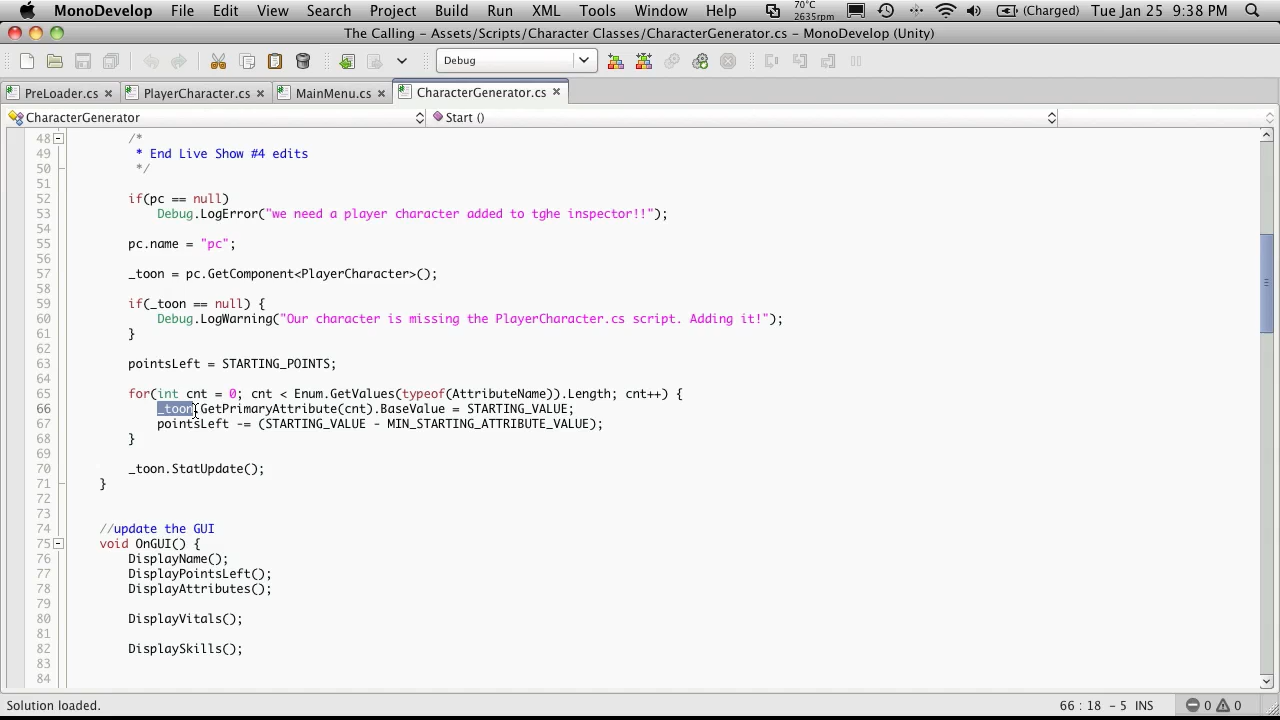 MonoDevelop File Edit View Search Project Build Run XML Tools Window Help 70°C 2635rpm (Charged) Tue Jan 25 9:38 PM
The Calling - Assets/Scripts/Character Classes/CharacterGenerator.cs - MonoDevelop (Unity)
Debug
PreLoader.cs PlayerCharacter.cs MainMenu.cs CharacterGenerator.cs
CharacterGenerator Start ()
48 /*
49 * End Live Show #4 edits
50 */
51
52 if(pc == null)
53 Debug.LogError("we need a player character added to tghe inspector!!");
54
55 pc.name = "pc";
56
57 _toon = pc.GetComponent<PlayerCharacter>();
58
59 if(_toon == null) {
60 Debug.LogWarning("Our character is missing the PlayerCharacter.cs script. Adding it!");
61 }
62
63 pointsLeft = STARTING_POINTS;
64
65 for(int cnt = 0; cnt < Enum.GetValues(typeof(AttributeName)).Length; cnt++) {
66 _toon.GetPrimaryAttribute(cnt).BaseValue = STARTING_VALUE;
67 pointsLeft -= (STARTING_VALUE - MIN_STARTING_ATTRIBUTE_VALUE);
68 }
69
70 _toon.StatUpdate();
71 }
72
73
74 //update the GUI
75 void OnGUI() {
76 DisplayName();
77 DisplayPointsLeft();
78 DisplayAttributes();
79
80 DisplayVitals();
81
82 DisplaySkills();
83
84
Solution loaded. 66 : 18 - 5 INS 0 0